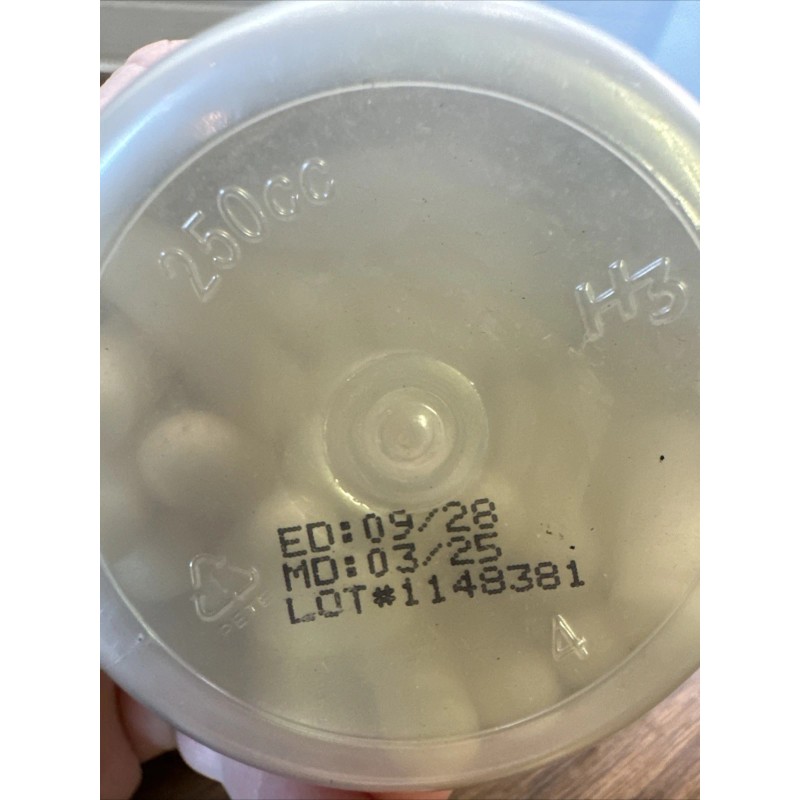 250cc
H3
ED:09/28
MD:03/25
LOT#1148381
PETE
4